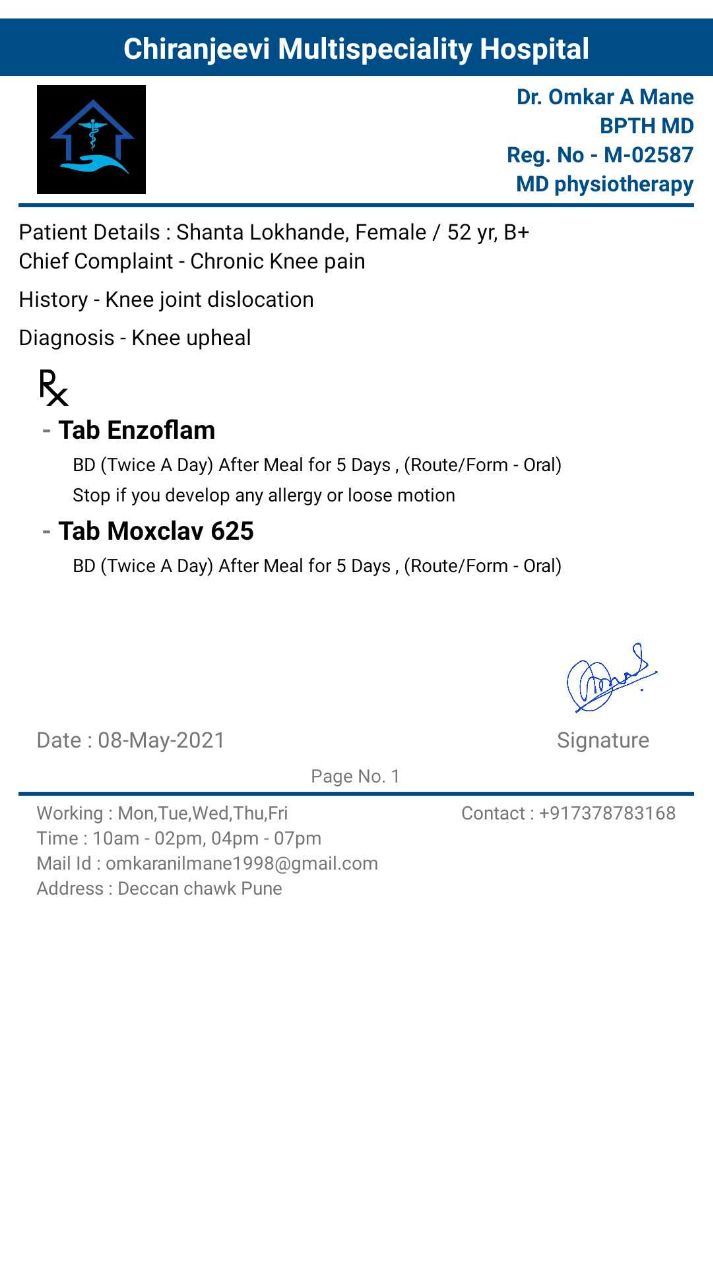 Chiranjeevi Multispeciality Hospital
Dr. Omkar A Mane
BPTH MD
Reg. No - M-02587
MD physiotherapy
Patient Details : Shanta Lokhande, Female / 52 yr, B+
Chief Complaint - Chronic Knee pain
History - Knee joint dislocation
Diagnosis - Knee upheal
Rx
- Tab Enzoflam
BD (Twice A Day) After Meal for 5 Days , (Route/Form - Oral)
Stop if you develop any allergy or loose motion
- Tab Moxclav 625
BD (Twice A Day) After Meal for 5 Days , (Route/Form - Oral)
Date : 08-May-2021
Signature
Page No. 1
Working : Mon,Tue,Wed,Thu,Fri
Contact : +917378783168
Time : 10am - 02pm, 04pm - 07pm
Mail Id : omkaranilmane1998@gmail.com
Address : Deccan chawk Pune